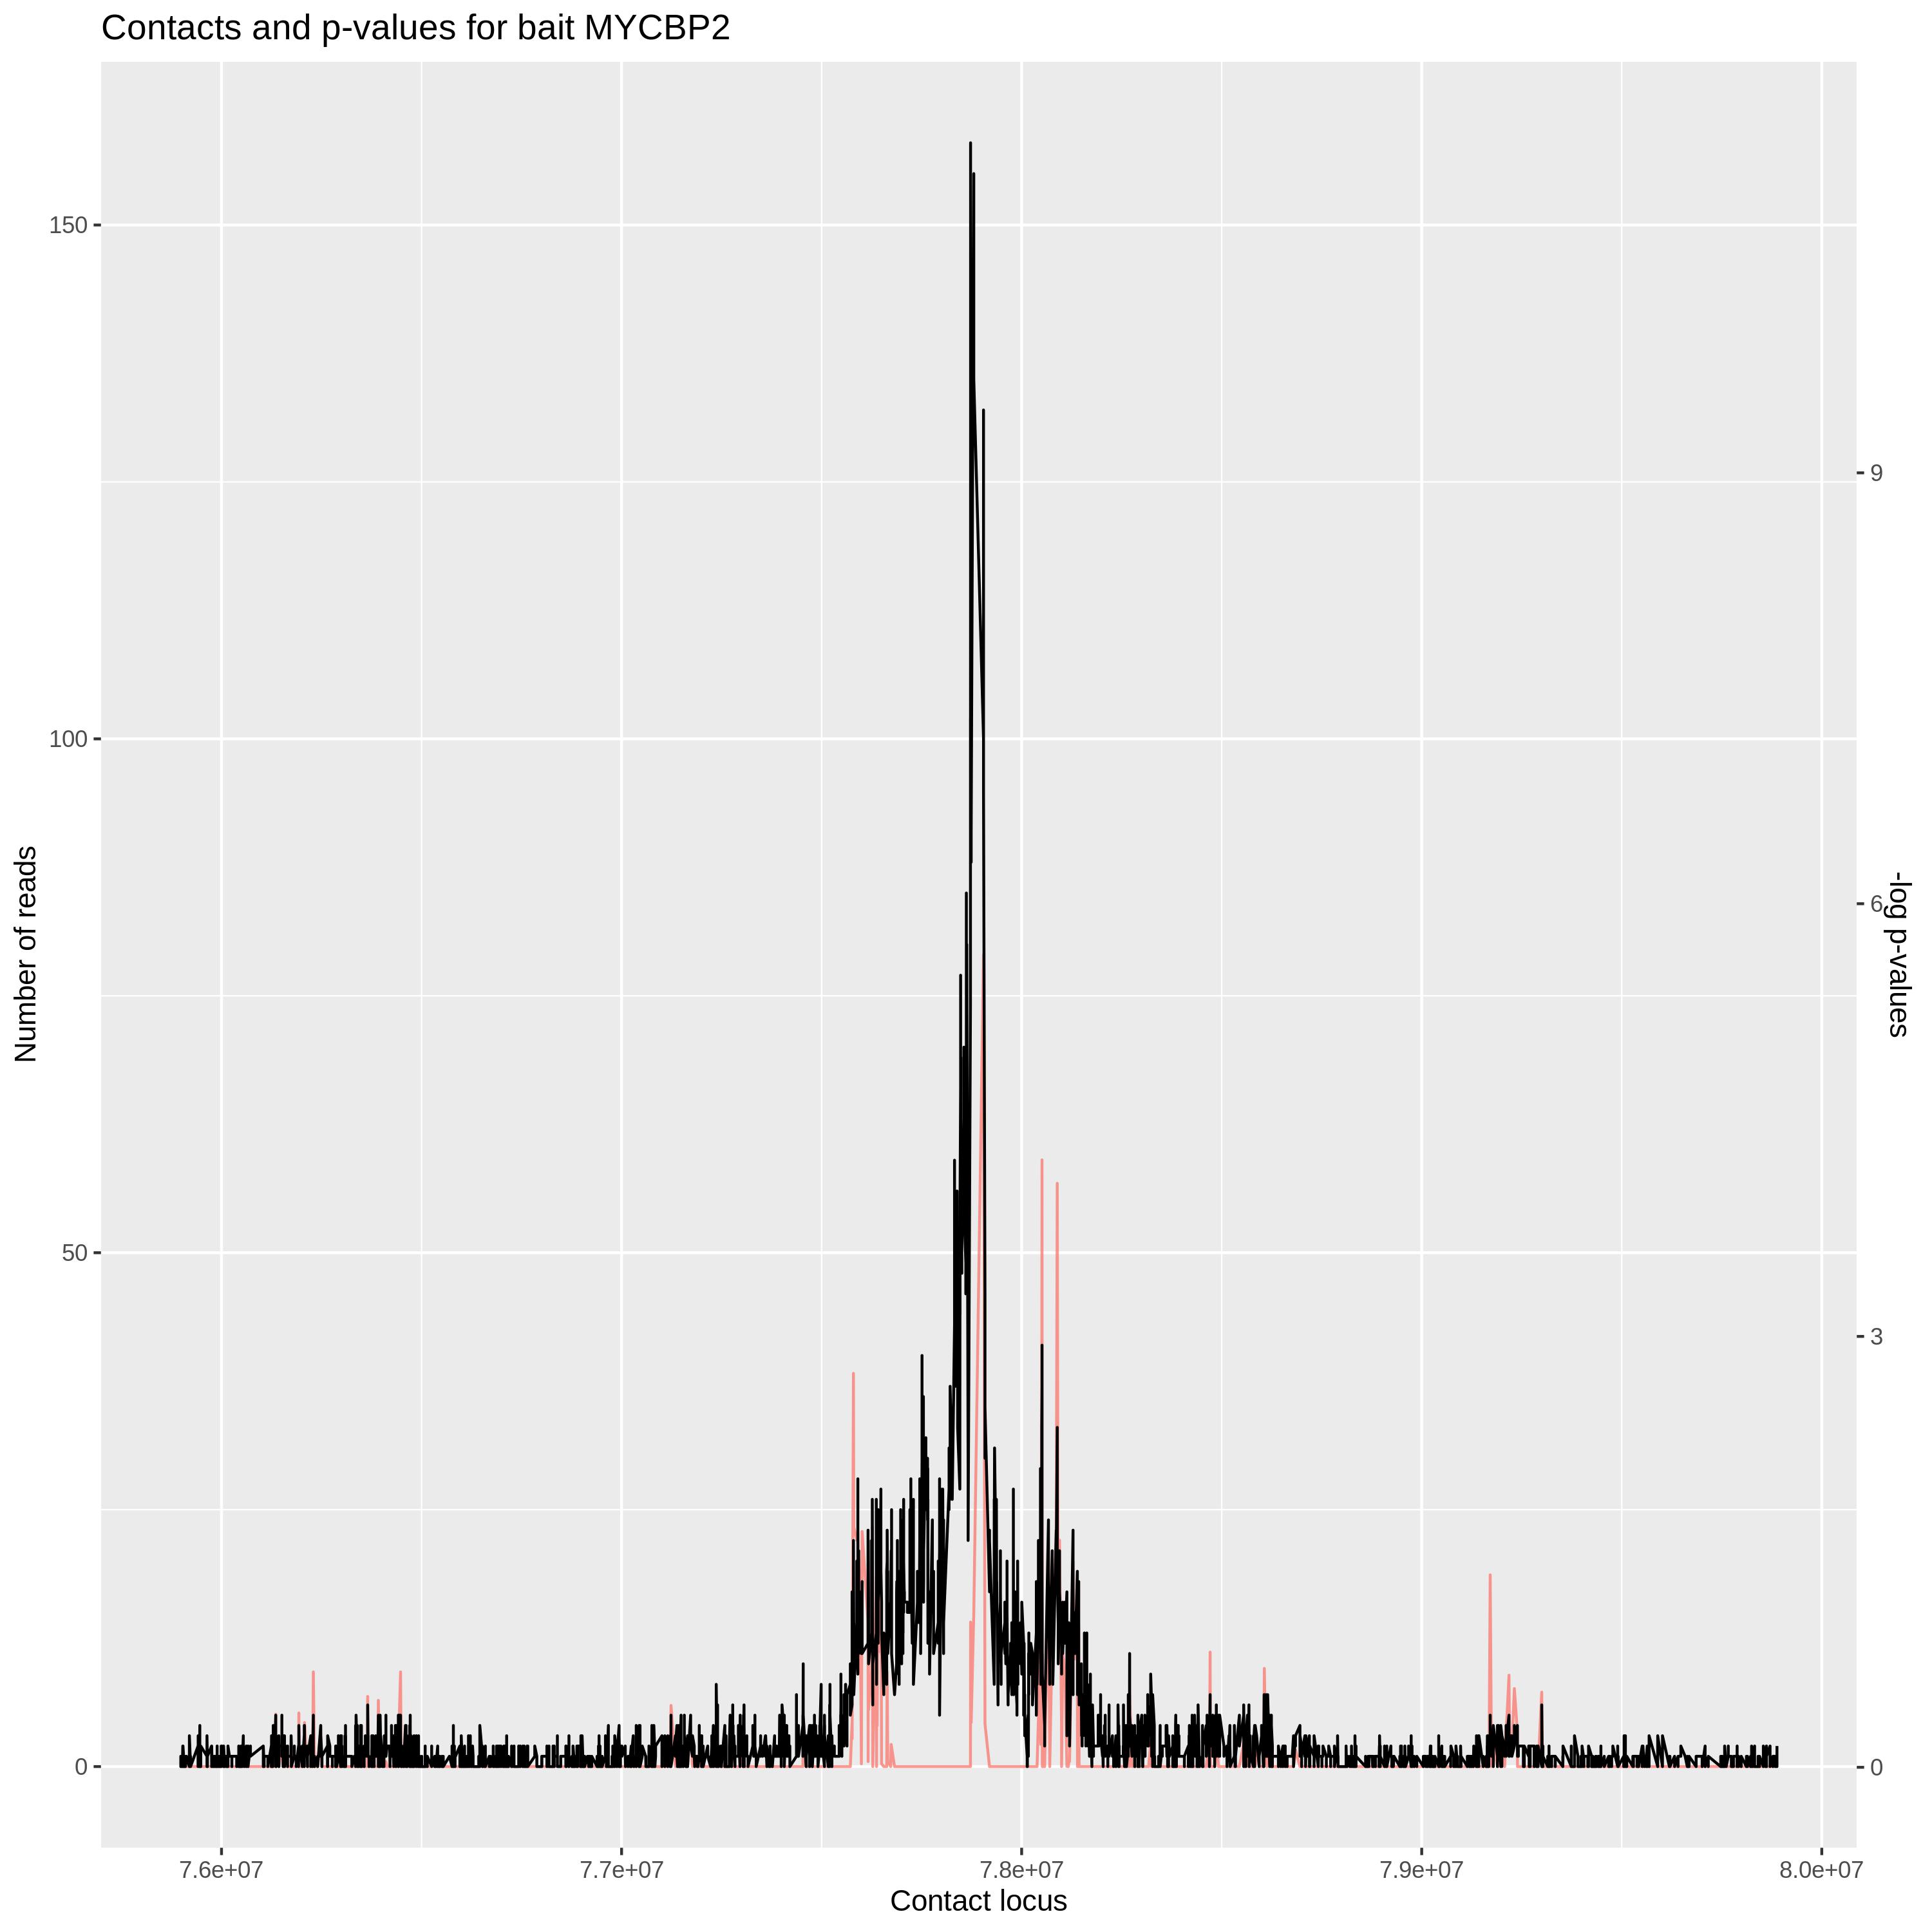 Contacts and p-values for bait MYCBP2
150
100
50
0
Number of reads
9
6
3
0
-log p-values
7.6e+07
7.7e+07
7.8e+07
7.9e+07
8.0e+07
Contact locus